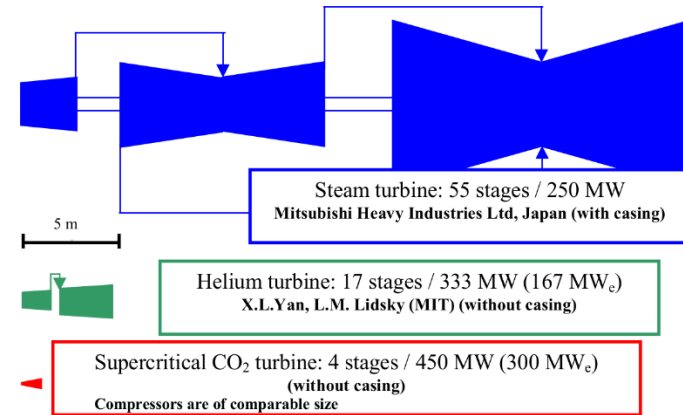 Steam turbine: 55 stages / 250 MW
Mitsubishi Heavy Industries Ltd, Japan (with casing)
5 m
Helium turbine: 17 stages / 333 MW (167 MWₑ)
X.L.Yan, L.M. Lidsky (MIT) (without casing)
Supercritical CO₂ turbine: 4 stages / 450 MW (300 MWₑ)
(without casing)
Compressors are of comparable size